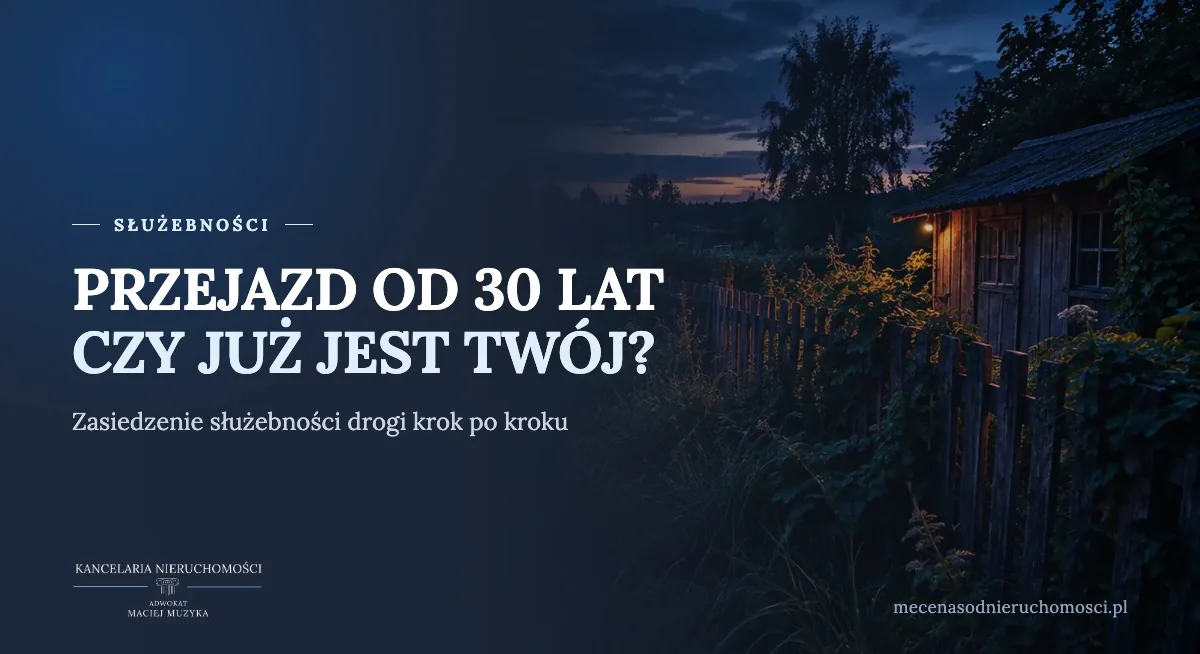 SŁUŻEBNOŚCI
PRZEJAZD OD 30 LAT
CZY JUŻ JEST TWÓJ?
Zasiedzenie służebności drogi krok po kroku
KANCELARIA NIERUCHOMOŚCI
ADWOKAT
MACIEJ MUZYKA
mecenasodnieruchomosci.pl